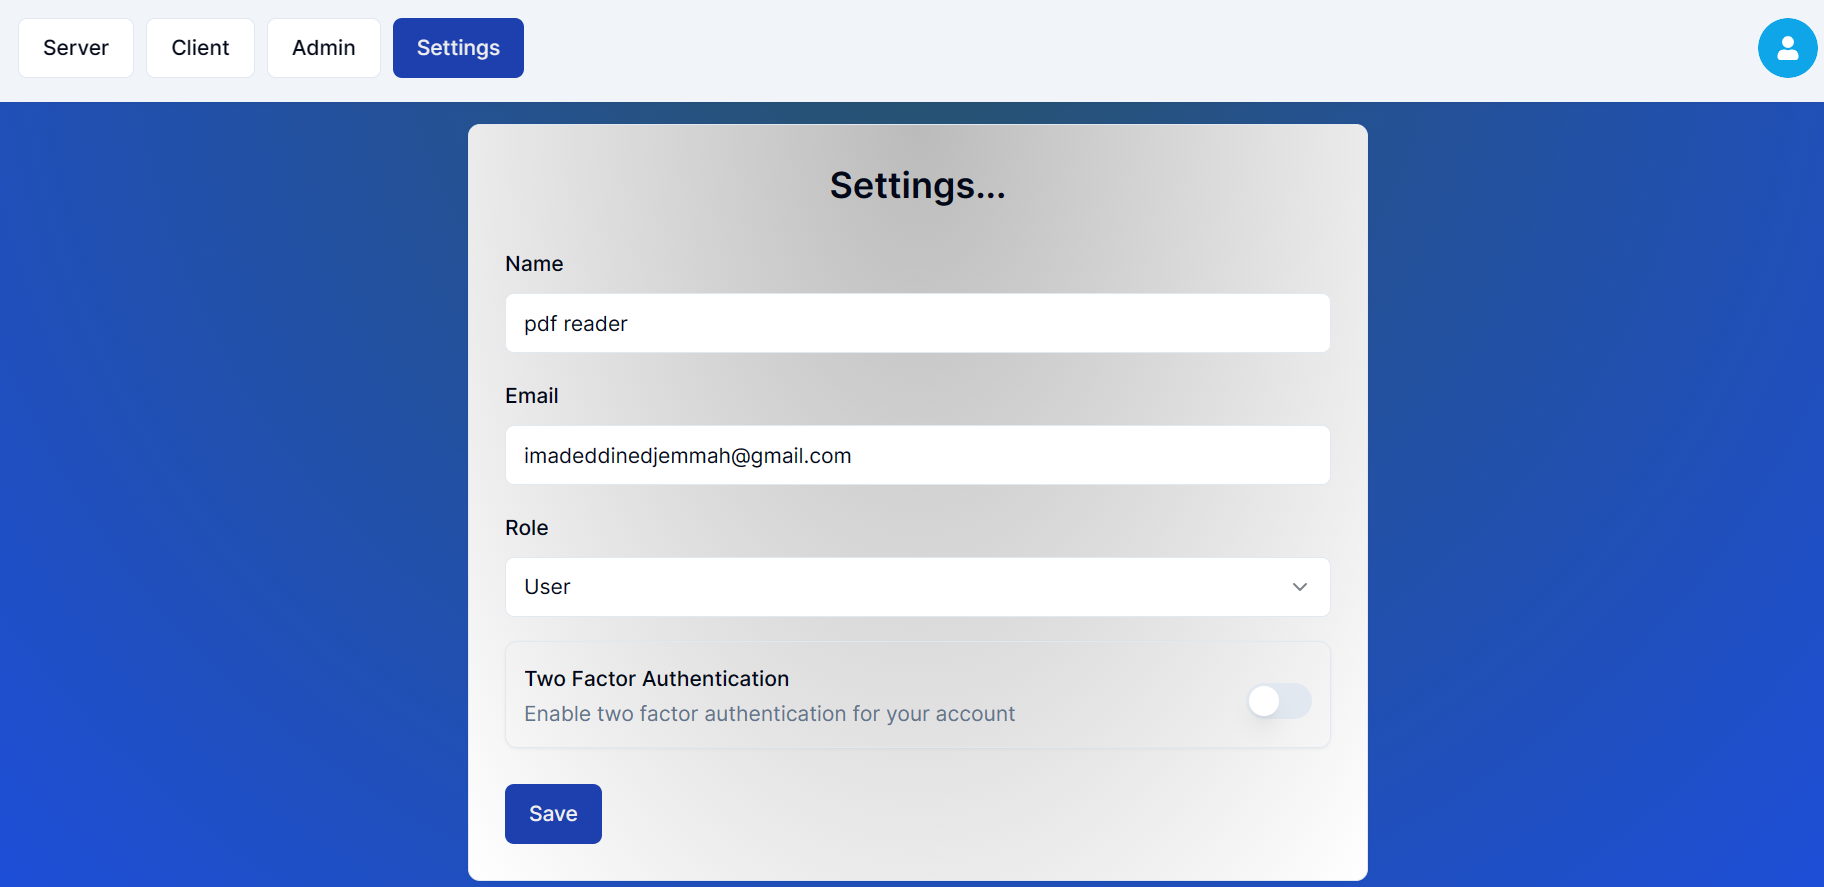 Server Client Admin Settings
Settings...
Name
pdf reader
Email
imadeddinedjemmah@gmail.com
Role
User
Two Factor Authentication
Enable two factor authentication for your account
Save